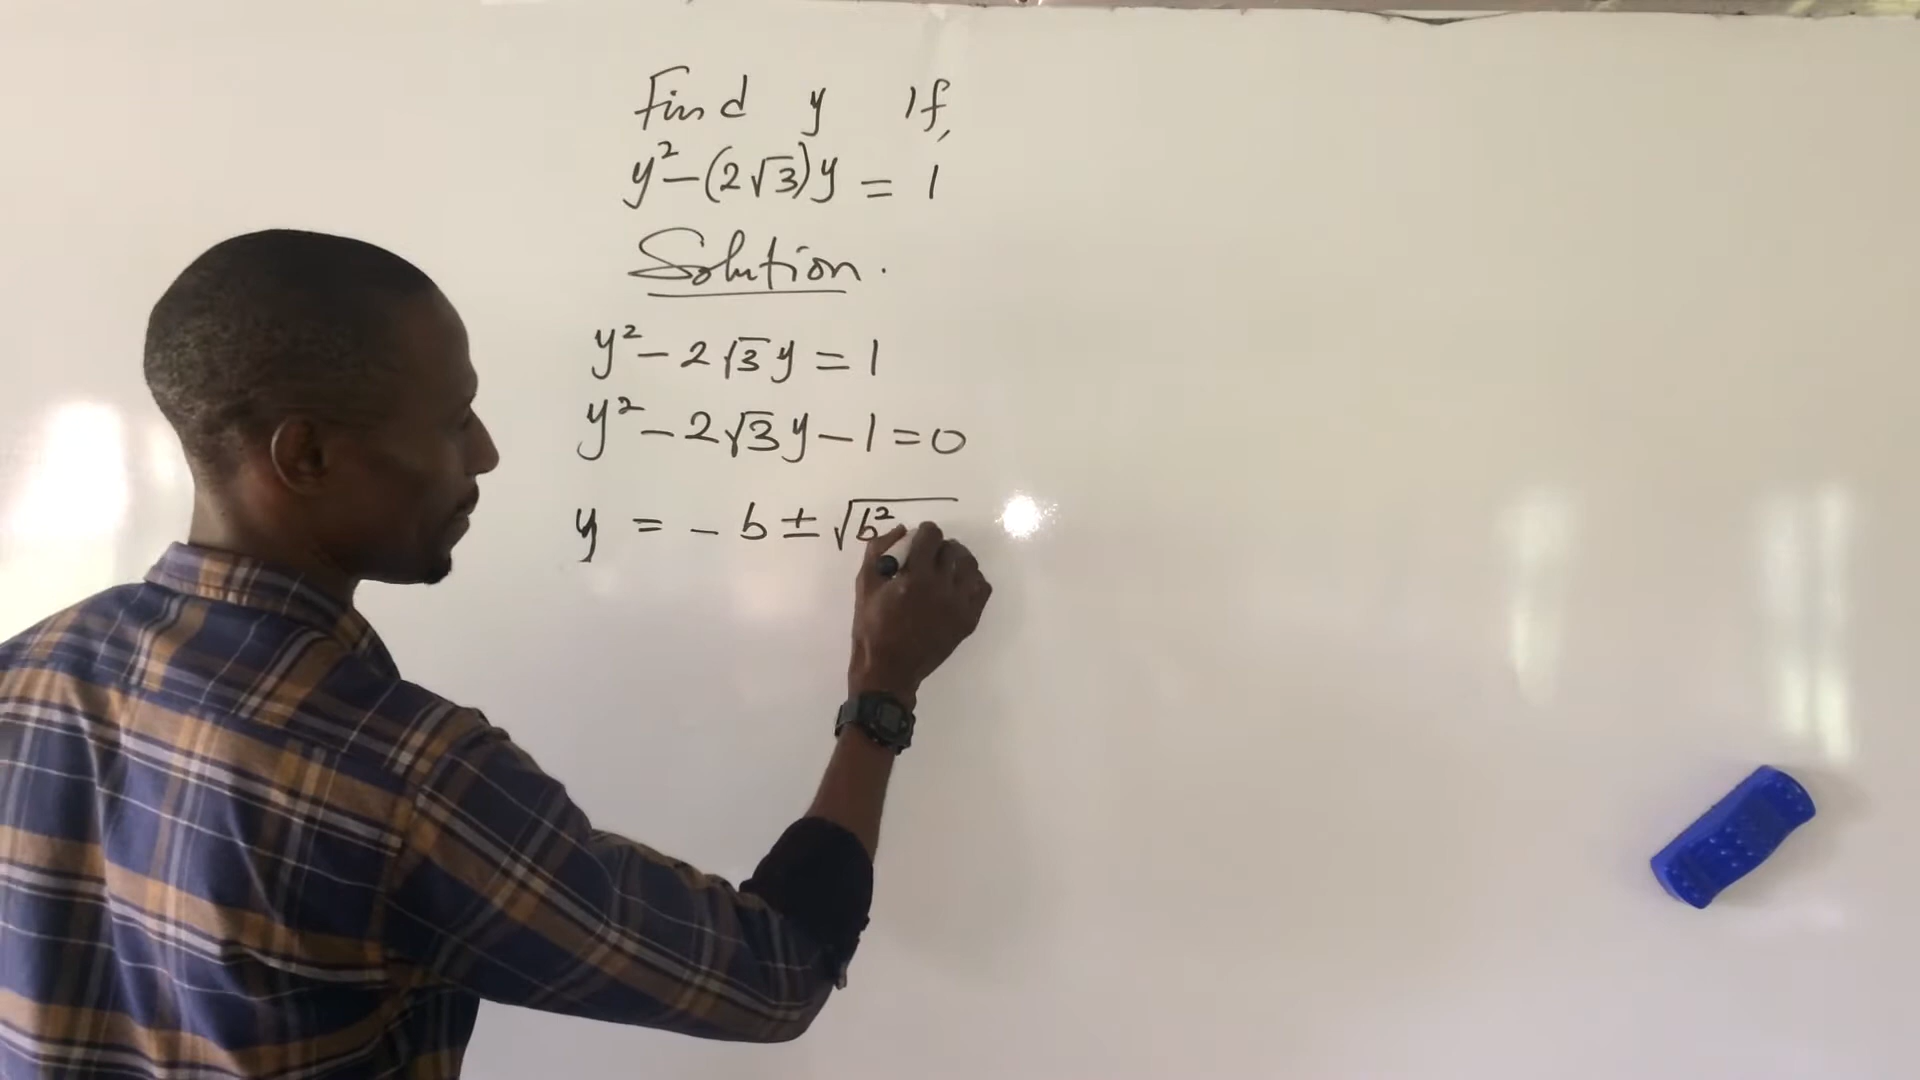 Find y If,
y² - (2√3)y = 1
Solution.
y² - 2√3y = 1
y² - 2√3y - 1 = 0
y = - b ± √b²